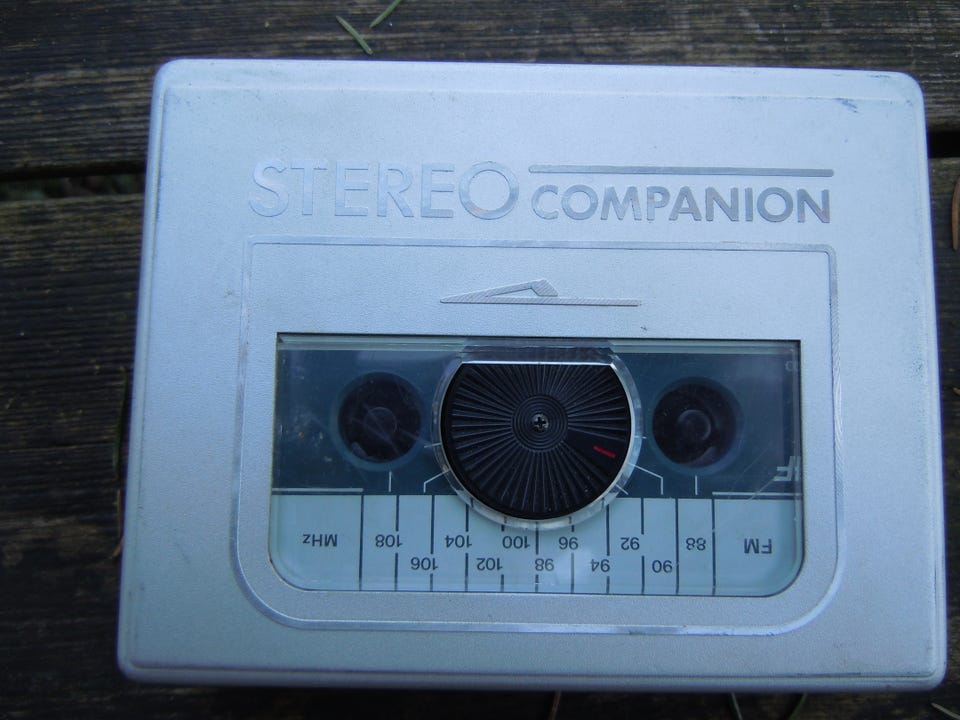 STEREO COMPANION
90 94 98 102 106
FM 88 92 96 100 104 108 MHz